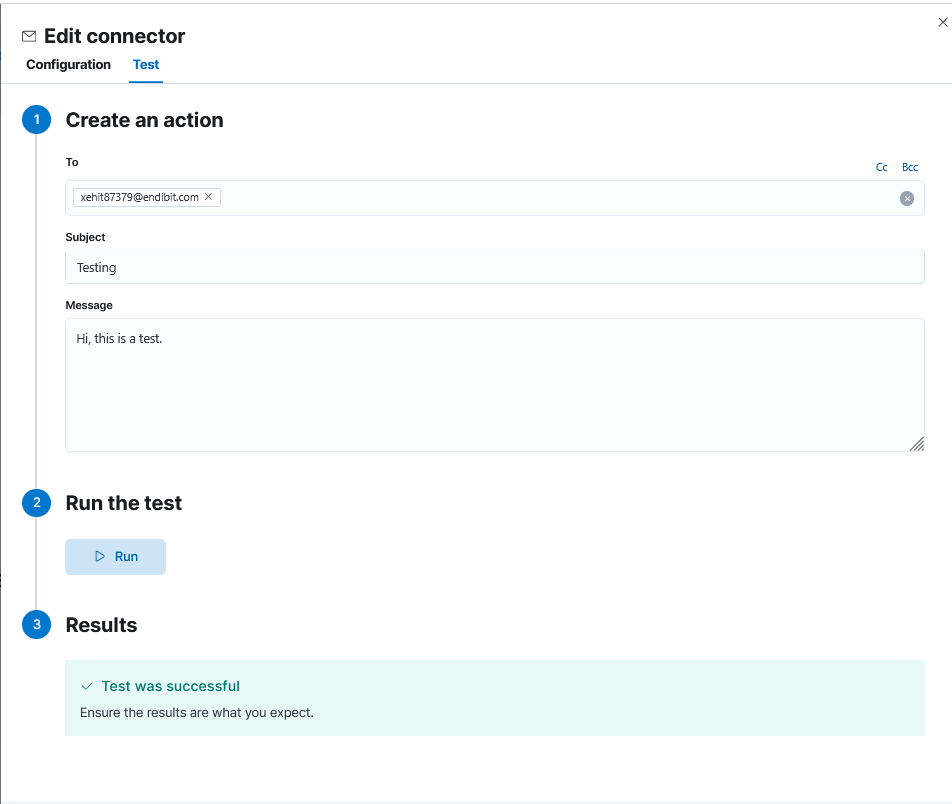 Edit connector
Configuration Test
1 Create an action
To
Cc Bcc
xehit87379@endibit.com
Subject
Testing
Message
Hi, this is a test.
2 Run the test
Run
3 Results
Test was successful
Ensure the results are what you expect.